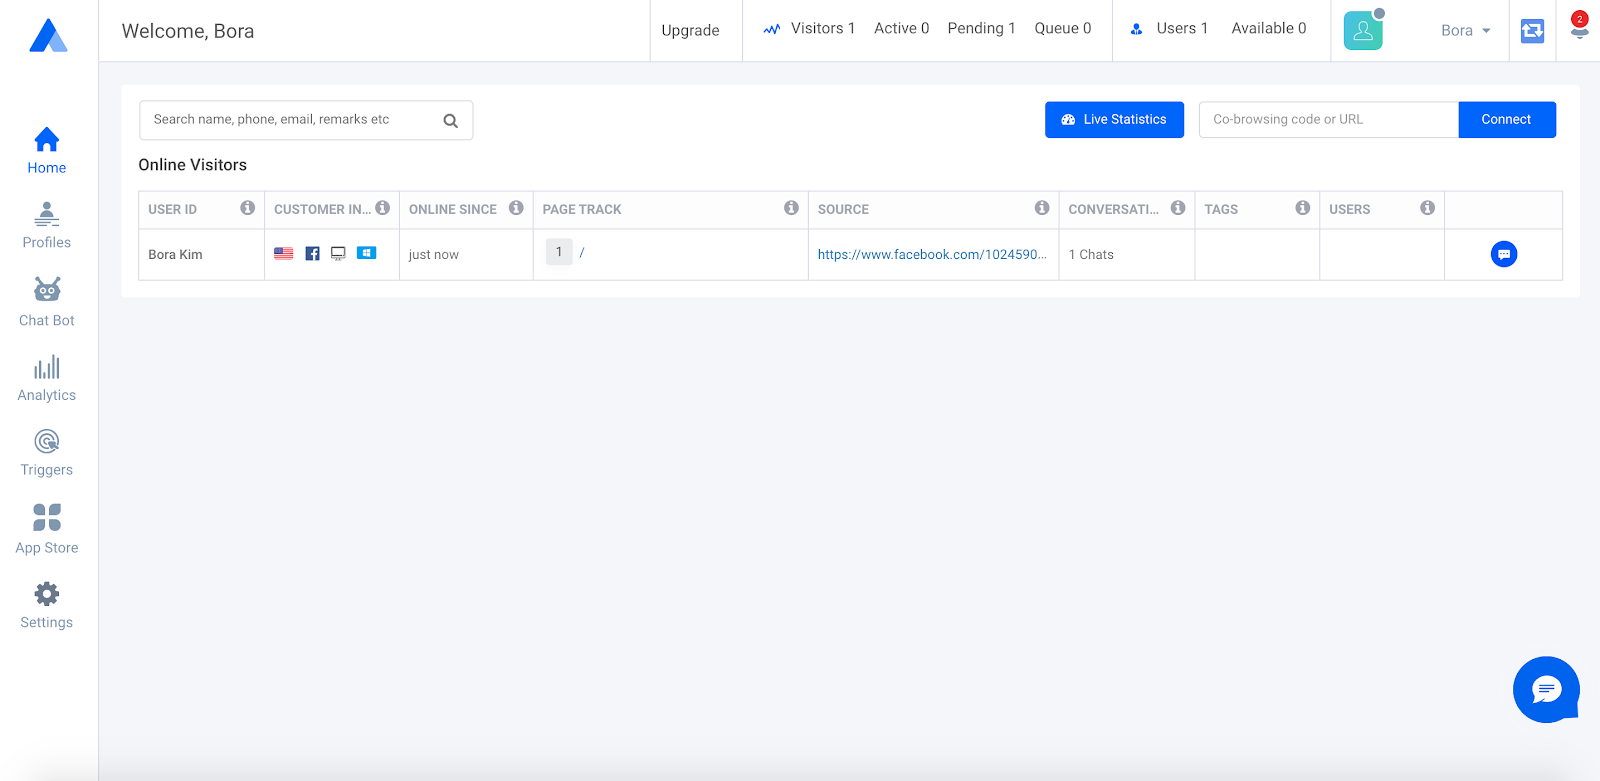 Welcome, Bora
Upgrade
Visitors 1 Active 0 Pending 1 Queue 0
Users 1 Available 0
Bora
2
Home
Profiles
Chat Bot
Analytics
Triggers
App Store
Settings
Search name, phone, email, remarks etc
Live Statistics
Co-browsing code or URL
Connect
Online Visitors
USER ID CUSTOMER IN... ONLINE SINCE PAGE TRACK SOURCE CONVERSATI... TAGS USERS
Bora Kim just now 1 / https://www.facebook.com/1024590... 1 Chats